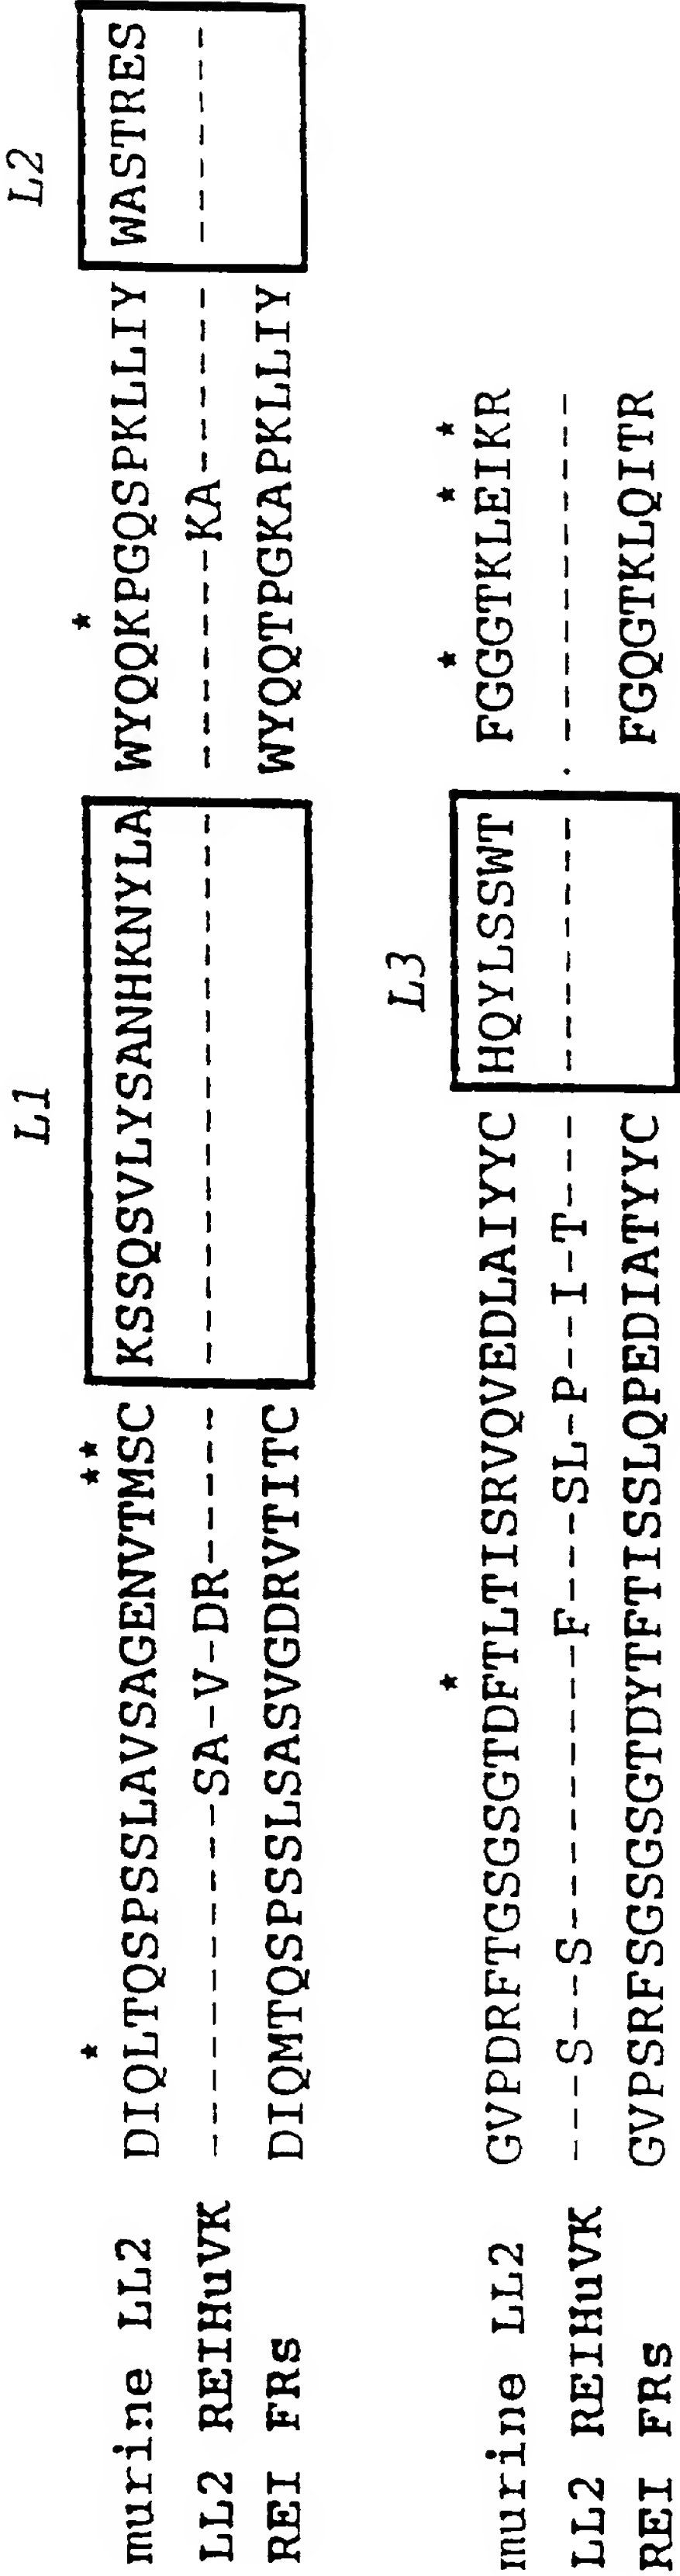 L1 L2
* ** *
murine LL2 DIQLTQSPSSLAVSAGENVTMSC KSSQSVLYSANHKNYLA WYQQKPGQSPKLLIY WASTRES
LL2 REIHuVK -----------SA-V-DR----- ----------------- -------KA------ -------
REI FRs DIQMTQSPSSLSASVGDRVTITC WYQQTPGKAPKLLIY
L3
* * * *
murine LL2 GVPDRFTGSGSGTDFTLTISRVQVEDLAIYYC HQYLSSWT FGGGTKLEIKR
LL2 REIHuVK ---S--S---------F---SL-P--I-T--- -------- -----------
REI FRs GVPSRFSGSGSGTDYTFTISSLQPEDIATYYC FGQGTKLQITR